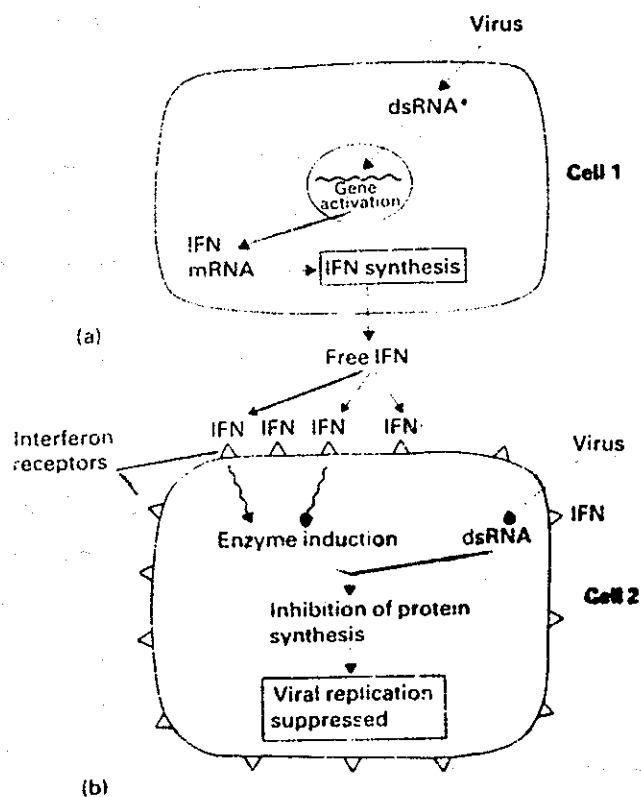 Virus
dsRNA
Cell 1
Gene
activation
IFN
mRNA
IFN synthesis
(a)
Free IFN
IFN IFN IFN IFN
Interferon
receptors
Virus
IFN
Enzyme induction
dsRNA
Cell 2
Inhibition of protein
synthesis
Viral replication
suppressed
(b)